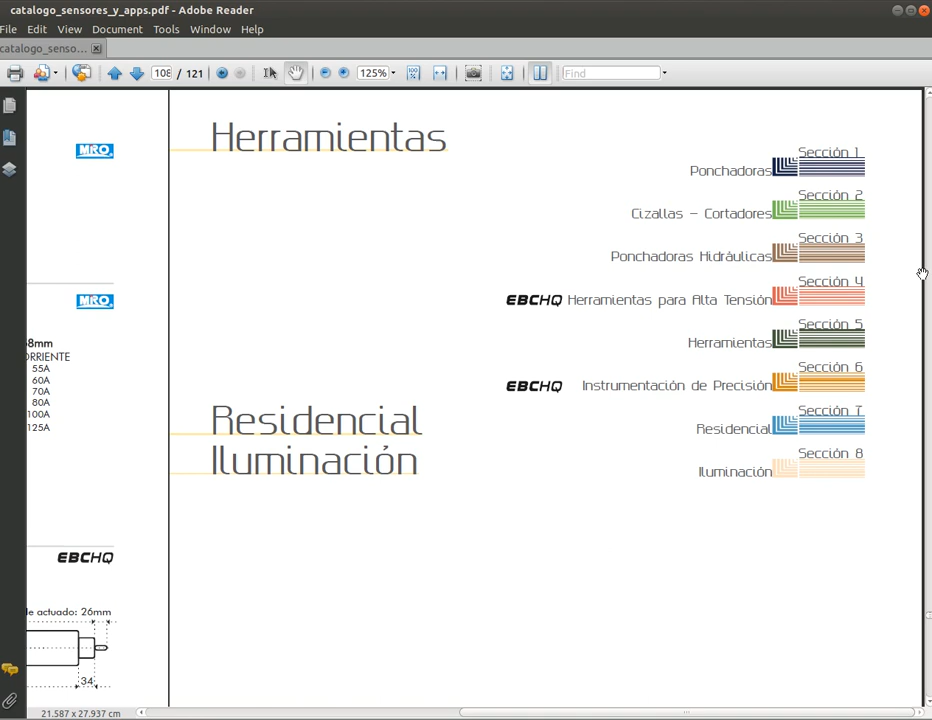 catalogo_sensores_y_apps.pdf - Adobe Reader
File Edit View Document Tools Window Help
catalogo_senso...
108 / 121
125%
Find
MRO
MRO
8mm
ORRIENTE
55A
60A
70A
80A
100A
125A
EBCHQ
de actuado: 26mm
34
Herramientas
Residencial
Iluminación
Sección 1
Ponchadoras
Sección 2
Cizallas - Cortadores
Sección 3
Ponchadoras Hidràulicas
Sección 4
EBCHQ Herramientas para Alta Tensión
Sección 5
Herramientas
Sección 6
EBCHQ Instrumentación de Precisión
Sección 7
Residencial
Sección 8
Iluminación
21.587 x 27.937 cm